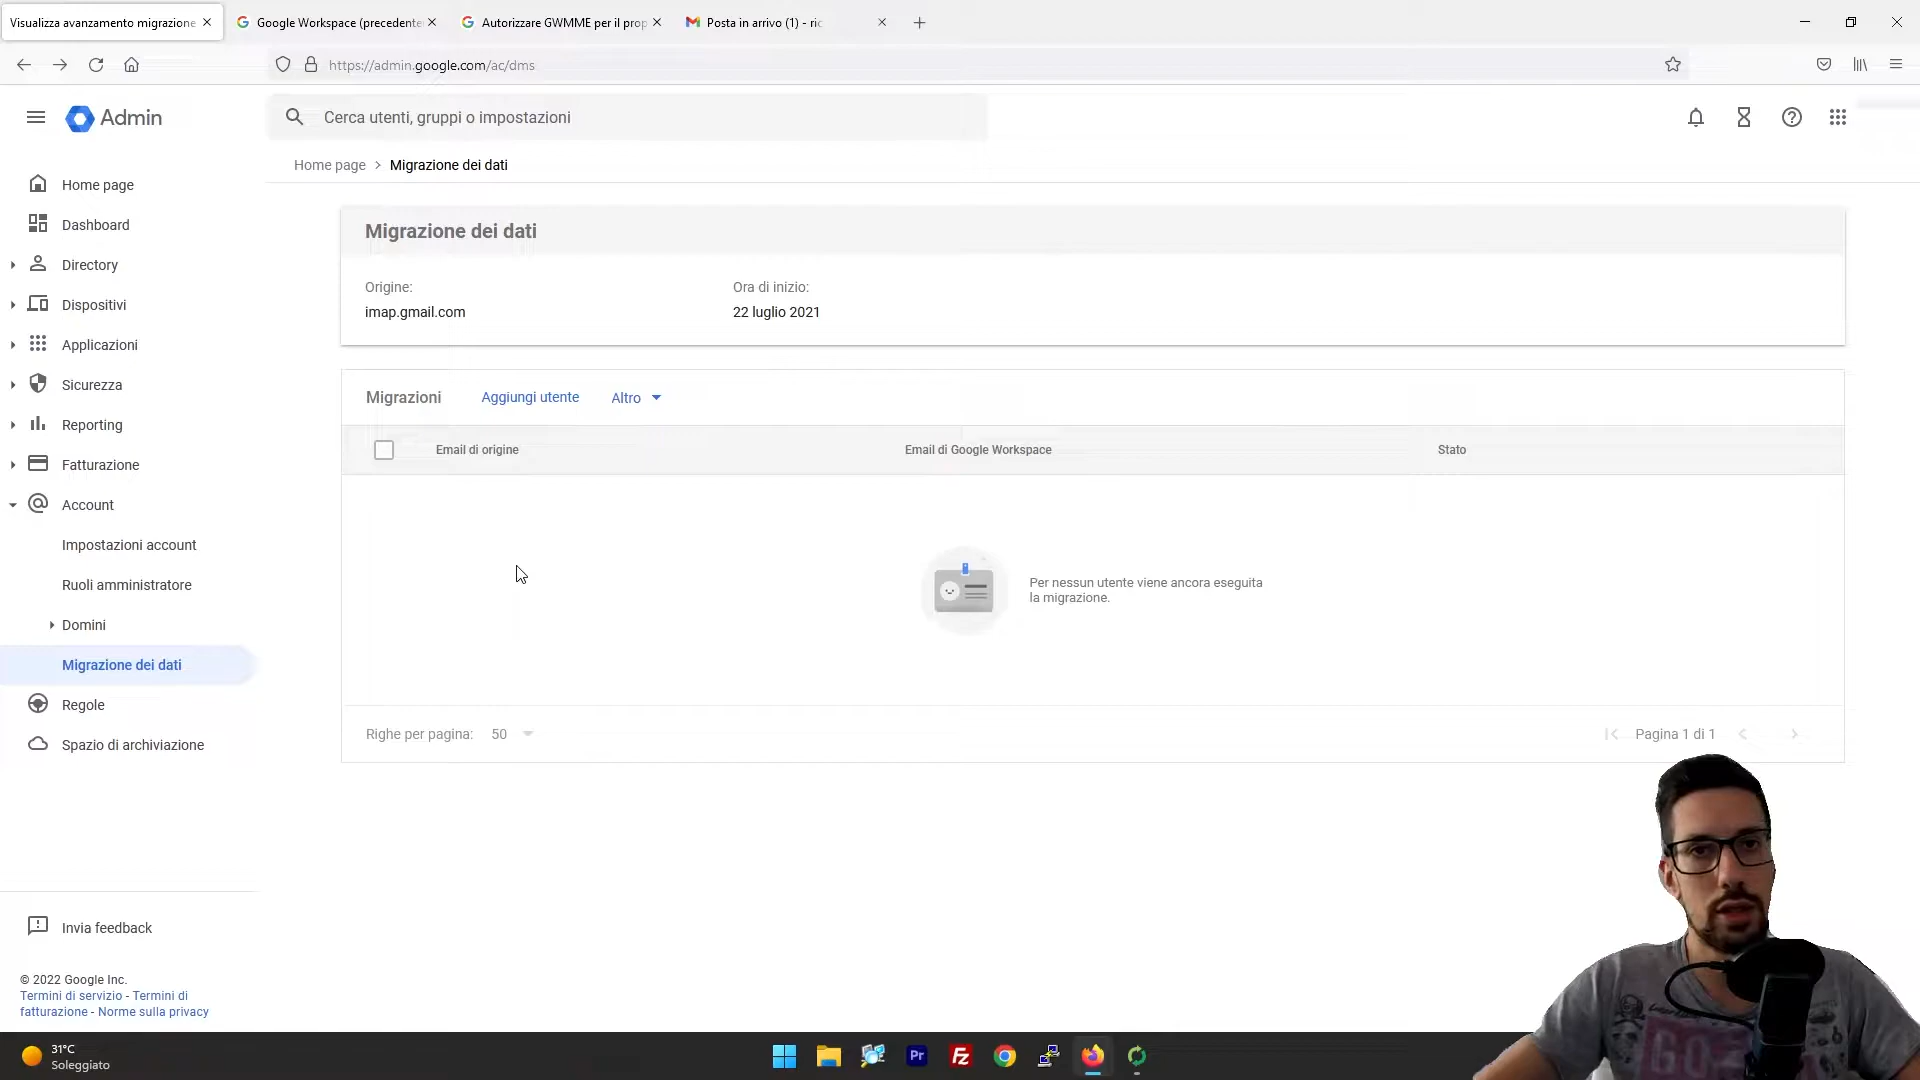 Visualizza avanzamento migrazione
Google Workspace (precedente
Autorizzare GWMME per il prop
Posta in arrivo (1) - ric
https://admin.google.com/ac/dms
Admin
Cerca utenti, gruppi o impostazioni
Home page > Migrazione dei dati
Home page
Dashboard
Directory
Dispositivi
Applicazioni
Sicurezza
Reporting
Fatturazione
Account
Impostazioni account
Ruoli amministratore
Domini
Migrazione dei dati
Regole
Spazio di archiviazione
Invia feedback
© 2022 Google Inc.
Termini di servizio - Termini di
fatturazione - Norme sulla privacy
Migrazione dei dati
Origine:
imap.gmail.com
Ora di inizio:
22 luglio 2021
Migrazioni
Aggiungi utente
Altro
Email di origine
Email di Google Workspace
Stato
Per nessun utente viene ancora eseguita
la migrazione.
Righe per pagina: 50
Pagina 1 di 1
31°C
Soleggiato
Pr
Fz